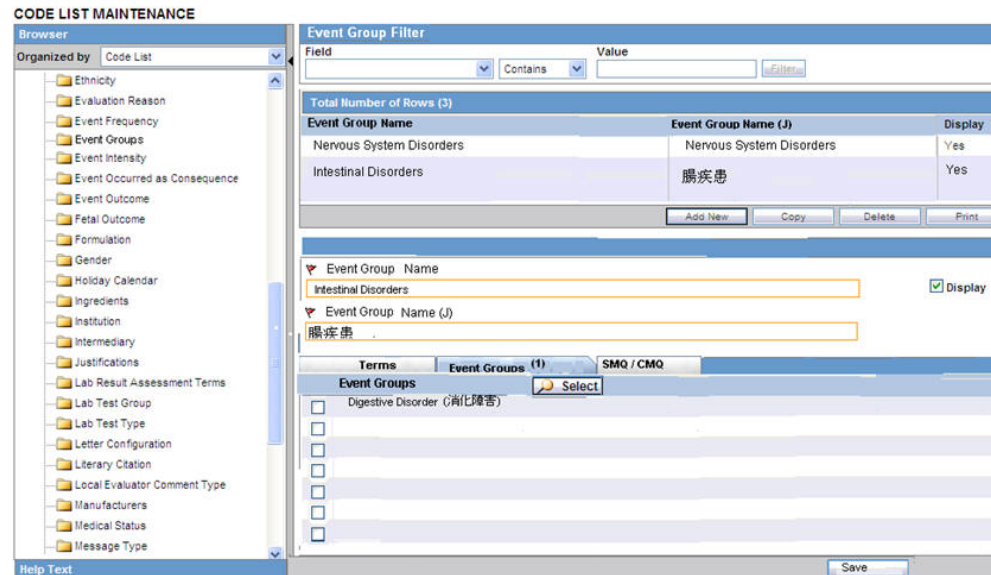 CODE LIST MAINTENANCE
Browser
Organized by Code List
Ethnicity
Evaluation Reason
Event Frequency
Event Groups
Event Intensity
Event Occurred as Consequence
Event Outcome
Fetal Outcome
Formulation
Gender
Holiday Calendar
Ingredients
Institution
Intermediary
Justifications
Lab Result Assessment Terms
Lab Test Group
Lab Test Type
Letter Configuration
Literary Citation
Local Evaluator Comment Type
Manufacturers
Medical Status
Message Type
Help Text
Event Group Filter
Field Value
Contains Filter
Total Number of Rows (3)
Event Group Name Event Group Name (J) Display
Nervous System Disorders Nervous System Disorders Yes
Intestinal Disorders 腸疾患 Yes
Add New Copy Delete Print
Event Group Name
Intestinal Disorders Display
Event Group Name (J)
腸疾患
Terms Event Groups (1) SMQ / CMQ
Event Groups Select
Digestive Disorder (消化障害)
Save